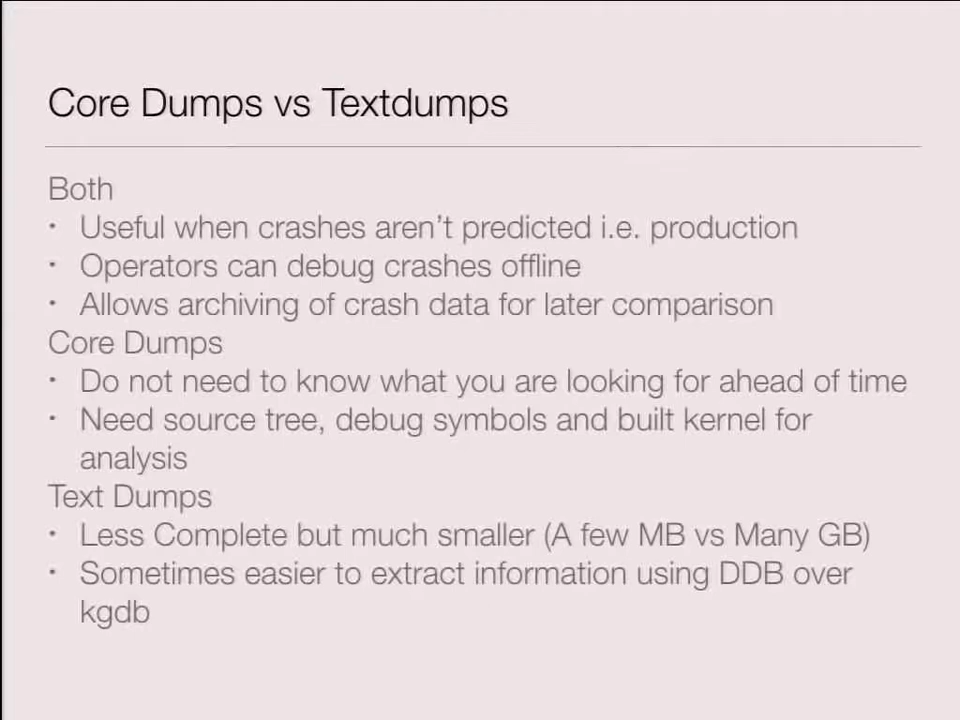 Core Dumps vs Textdumps
Both
• Useful when crashes aren't predicted i.e. production
• Operators can debug crashes offline
• Allows archiving of crash data for later comparison
Core Dumps
• Do not need to know what you are looking for ahead of time
• Need source tree, debug symbols and built kernel for
analysis
Text Dumps
• Less Complete but much smaller (A few MB vs Many GB)
• Sometimes easier to extract information using DDB over
kgdb